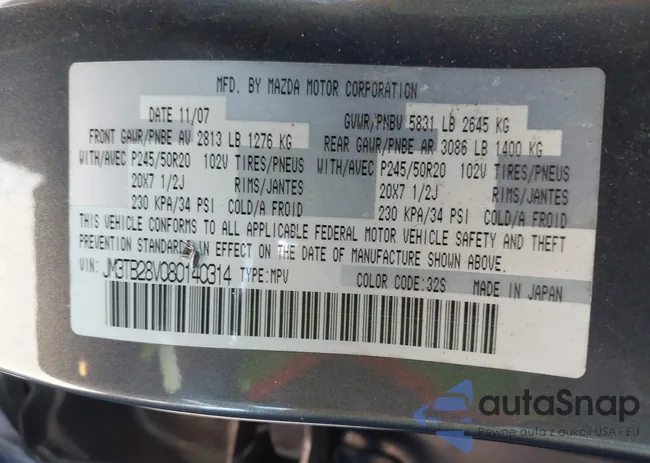 MFD. BY MAZDA MOTOR CORPORATION
DATE 11/07 GVWR/PNBV 5831 LB 2645 KG
FRONT GAWR/PNBE AV 2813 LB 1276 KG REAR GAWR/PNBE AR 3086 LB 1400 KG
WITH/AVEC P245/50R20 102V TIRES/PNEUS WITH/AVEC P245/50R20 102V TIRES/PNEUS
20X7 1/2J RIMS/JANTES 20X7 1/2J RIMS/JANTES
230 KPA/34 PSI COLD/A FROID 230 KPA/34 PSI COLD/A FROID
THIS VEHICLE CONFORMS TO ALL APPLICABLE FEDERAL MOTOR VEHICLE SAFETY AND THEFT
PREVENTION STANDARDS IN EFFECT ON THE DATE OF MANUFACTURE SHOWN ABOVE.
VIN: JM3TB28V080140314 TYPE:MPV COLOR CODE:32S MADE IN JAPAN
autaSnap
Pewne auta z aukcji USA - EU